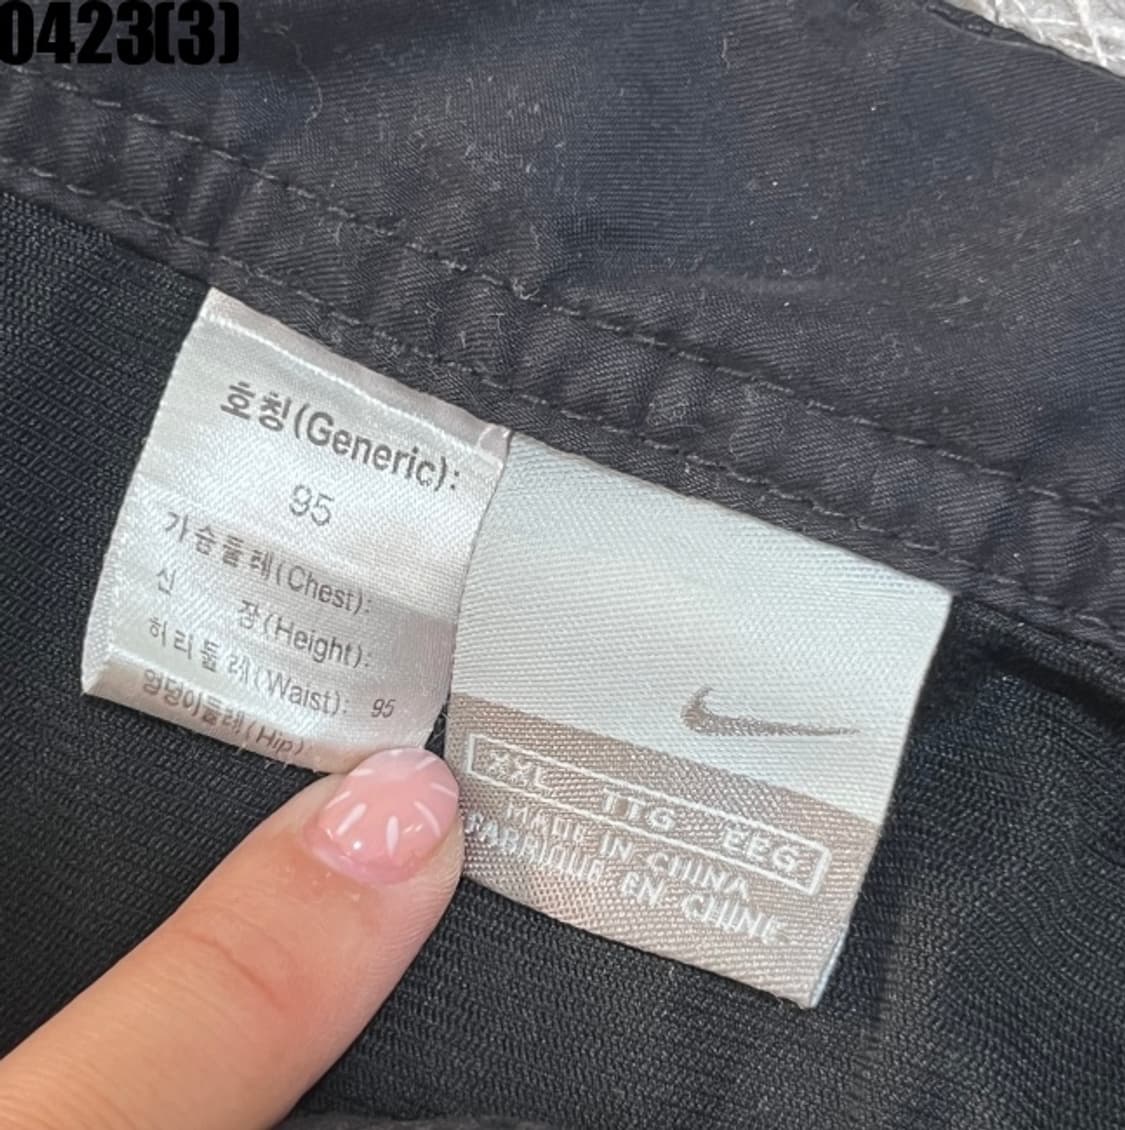 0423(3)
호칭(Generic):
95
가슴둘레(Chest):
신 장(Height):
허리둘레(Waist): 95
엉덩이둘레(Hip)
XXL TTG EEG
MADE IN CHINA
FABRIQUE EN CHINE